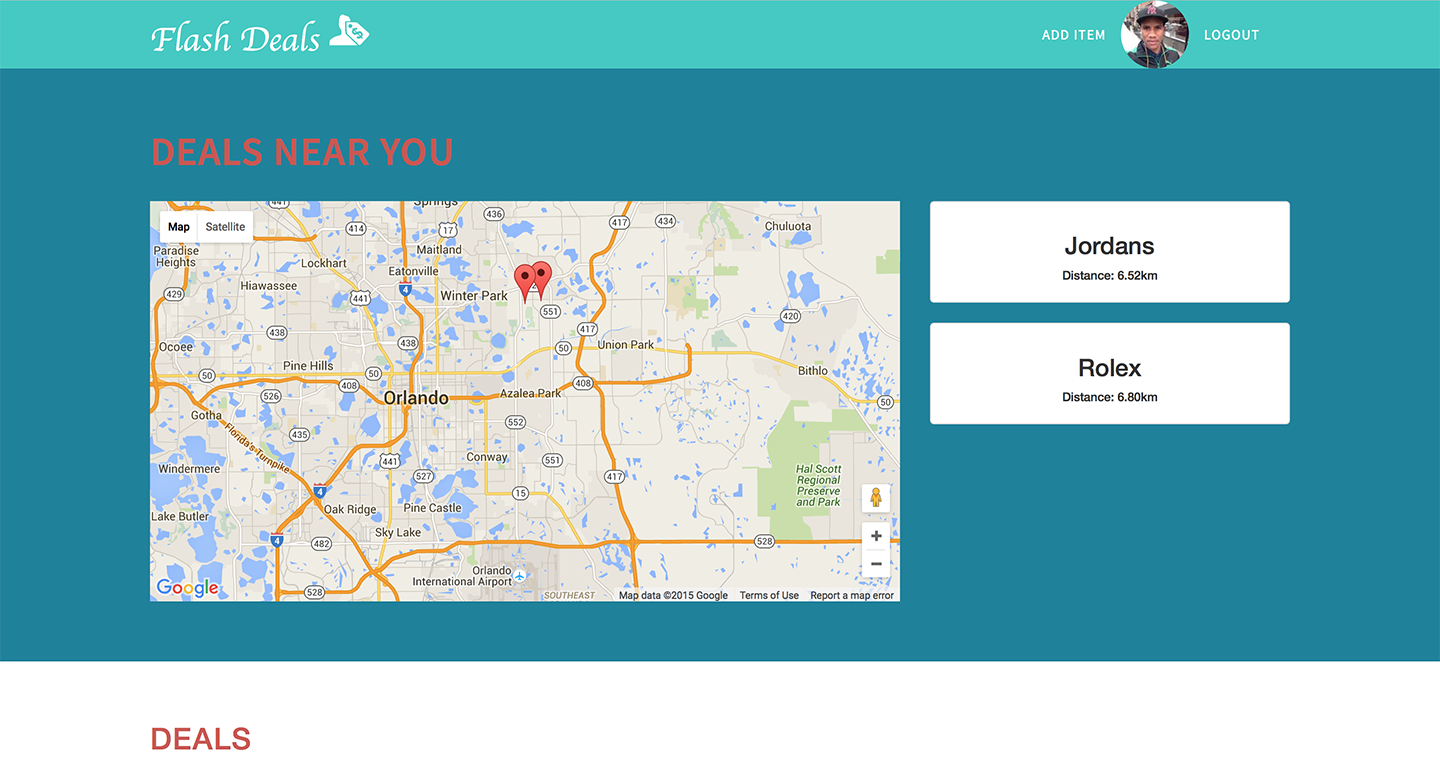 Flash Deals
ADD ITEM
LOGOUT
DEALS NEAR YOU
Map
Satellite
441
Springs
436
417
434
414
17
Chuluota
Paradise
Heights
Maitland
Lockhart
Eatonville
429
Hiawassee
4
441
Winter Park
551
420
417
438
438
Ocoee
50
Union Park
Pine Hills
50
50
408
408
Bithlo
526
Orlando
Azalea Park
50
Gotha
552
435
Florida's Turnpike
441
Conway
551
Windermere
527
417
Hal Scott
Regional
Preserve
and Park
4
15
Oak Ridge
Pine Castle
Lake Butler
Sky Lake
4
482
528
Orlando
International Airport
528
SOUTHEAST
Google
Map data ©2015 Google
Terms of Use
Report a map error
Jordans
Distance: 6.52km
Rolex
Distance: 6.80km
DEALS